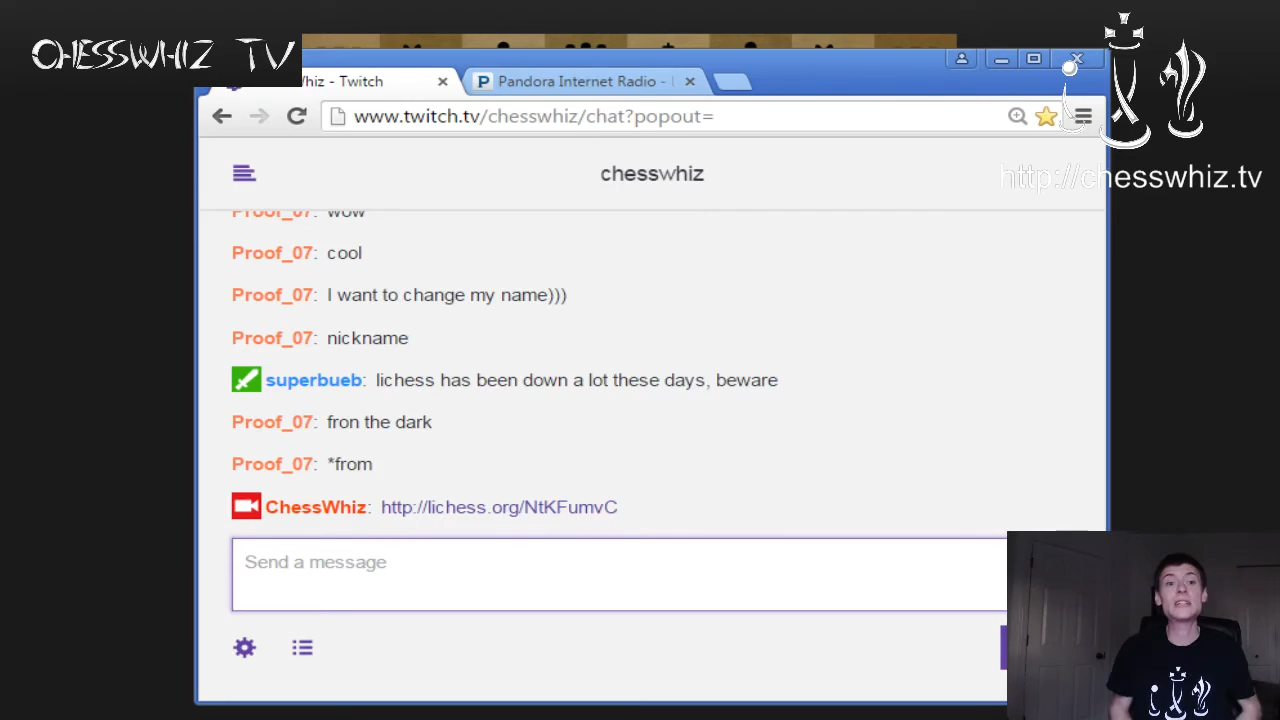 CHESSWHIZ TV
hiz - Twitch
Pandora Internet Radio -
www.twitch.tv/chesswhiz/chat?popout=
chesswhiz
http://chesswhiz.tv
Proof_07: wow
Proof_07: cool
Proof_07: I want to change my name)))
Proof_07: nickname
superbueb: lichess has been down a lot these days, beware
Proof_07: fron the dark
Proof_07: *from
ChessWhiz: http://lichess.org/NtKFumvC
Send a message